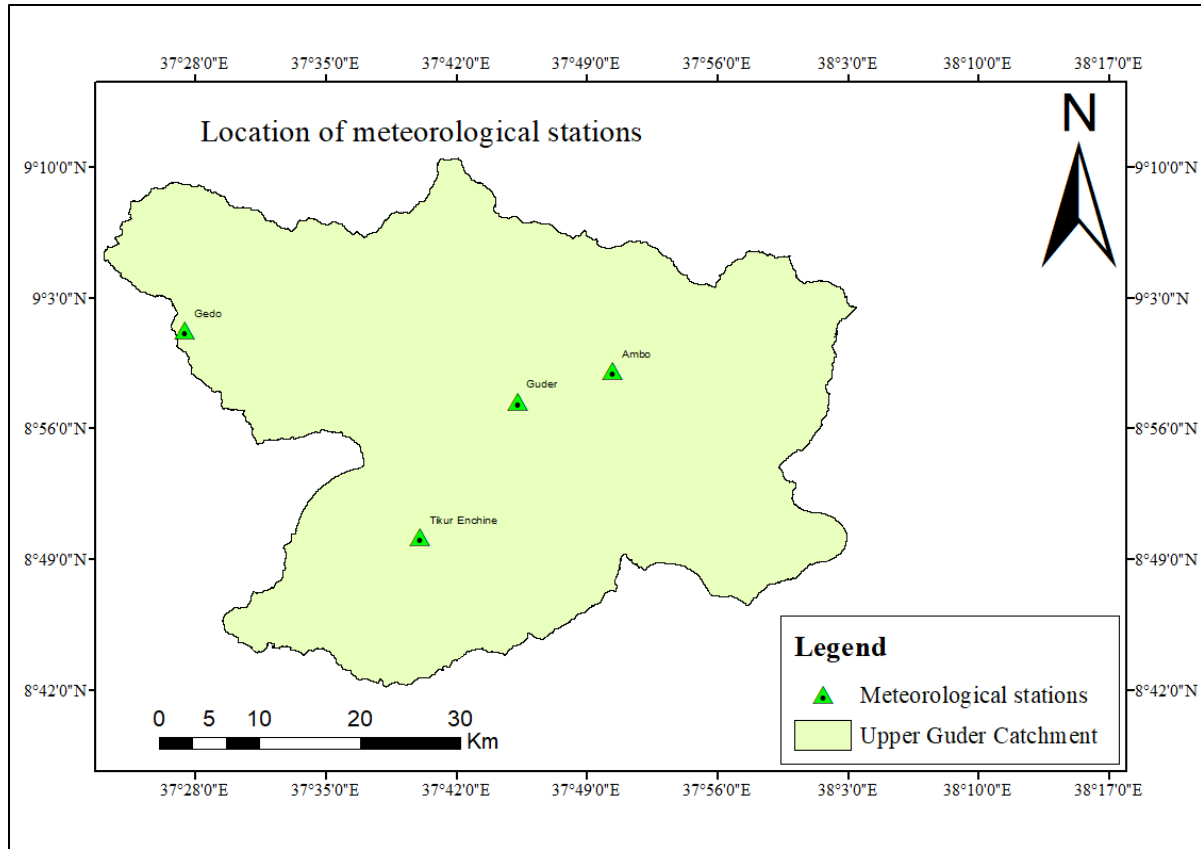 37°28'0"E 37°35'0"E 37°42'0"E 37°49'0"E 37°56'0"E 38°3'0"E 38°10'0"E 38°17'0"E
Location of meteorological stations
N
9°10'0"N 9°10'0"N
9°3'0"N 9°3'0"N
Gedo
Ambo
Guder
8°56'0"N 8°56'0"N
Tikur Enchine
8°49'0"N 8°49'0"N
Legend
Meteorological stations
Upper Guder Catchment
8°42'0"N 8°42'0"N
0 5 10 20 30
Km
37°28'0"E 37°35'0"E 37°42'0"E 37°49'0"E 37°56'0"E 38°3'0"E 38°10'0"E 38°17'0"E